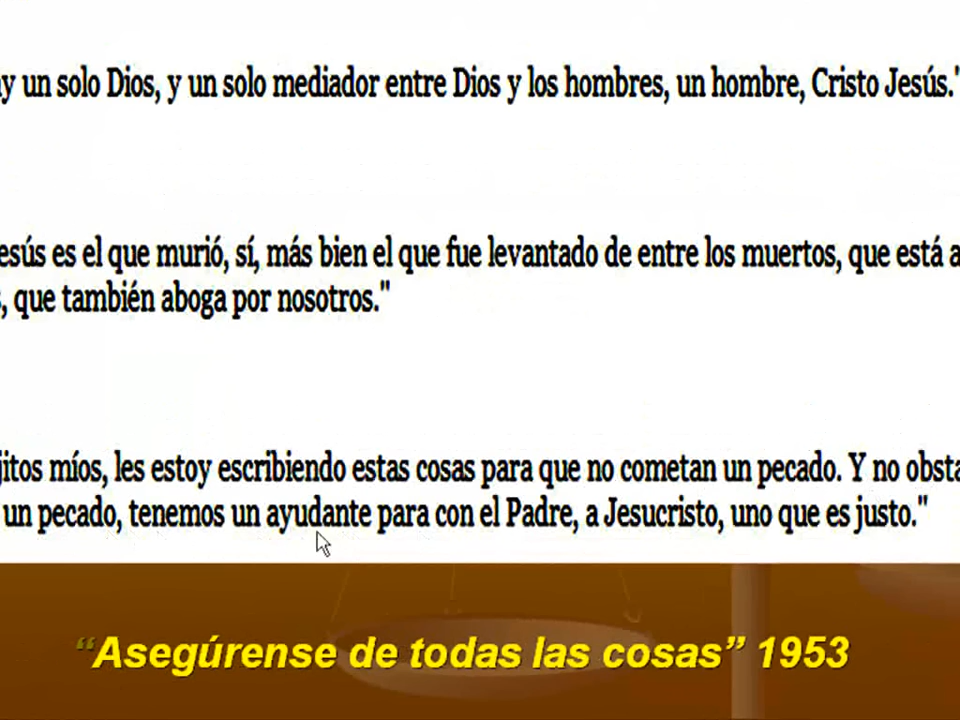 y un solo Dios, y un solo mediador entre Dios y los hombres, un hombre, Cristo Jesús."
esús es el que murió, sí, más bien el que fue levantado de entre los muertos, que está a
, que también aboga por nosotros."
jitos míos, les estoy escribiendo estas cosas para que no cometan un pecado. Y no obsta
un pecado, tenemos un ayudante para con el Padre, a Jesucristo, uno que es justo."
“Asegúrense de todas las cosas” 1953